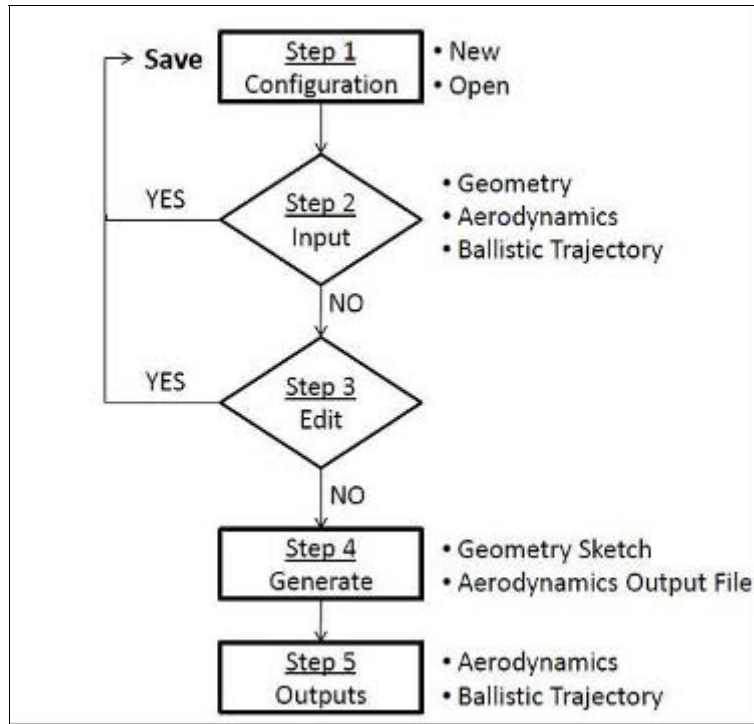 Save
Step 1
Configuration
• New
• Open
YES
Step 2
Input
• Geometry
• Aerodynamics
• Ballistic Trajectory
NO
YES
Step 3
Edit
NO
Step 4
Generate
• Geometry Sketch
• Aerodynamics Output File
Step 5
Outputs
• Aerodynamics
• Ballistic Trajectory